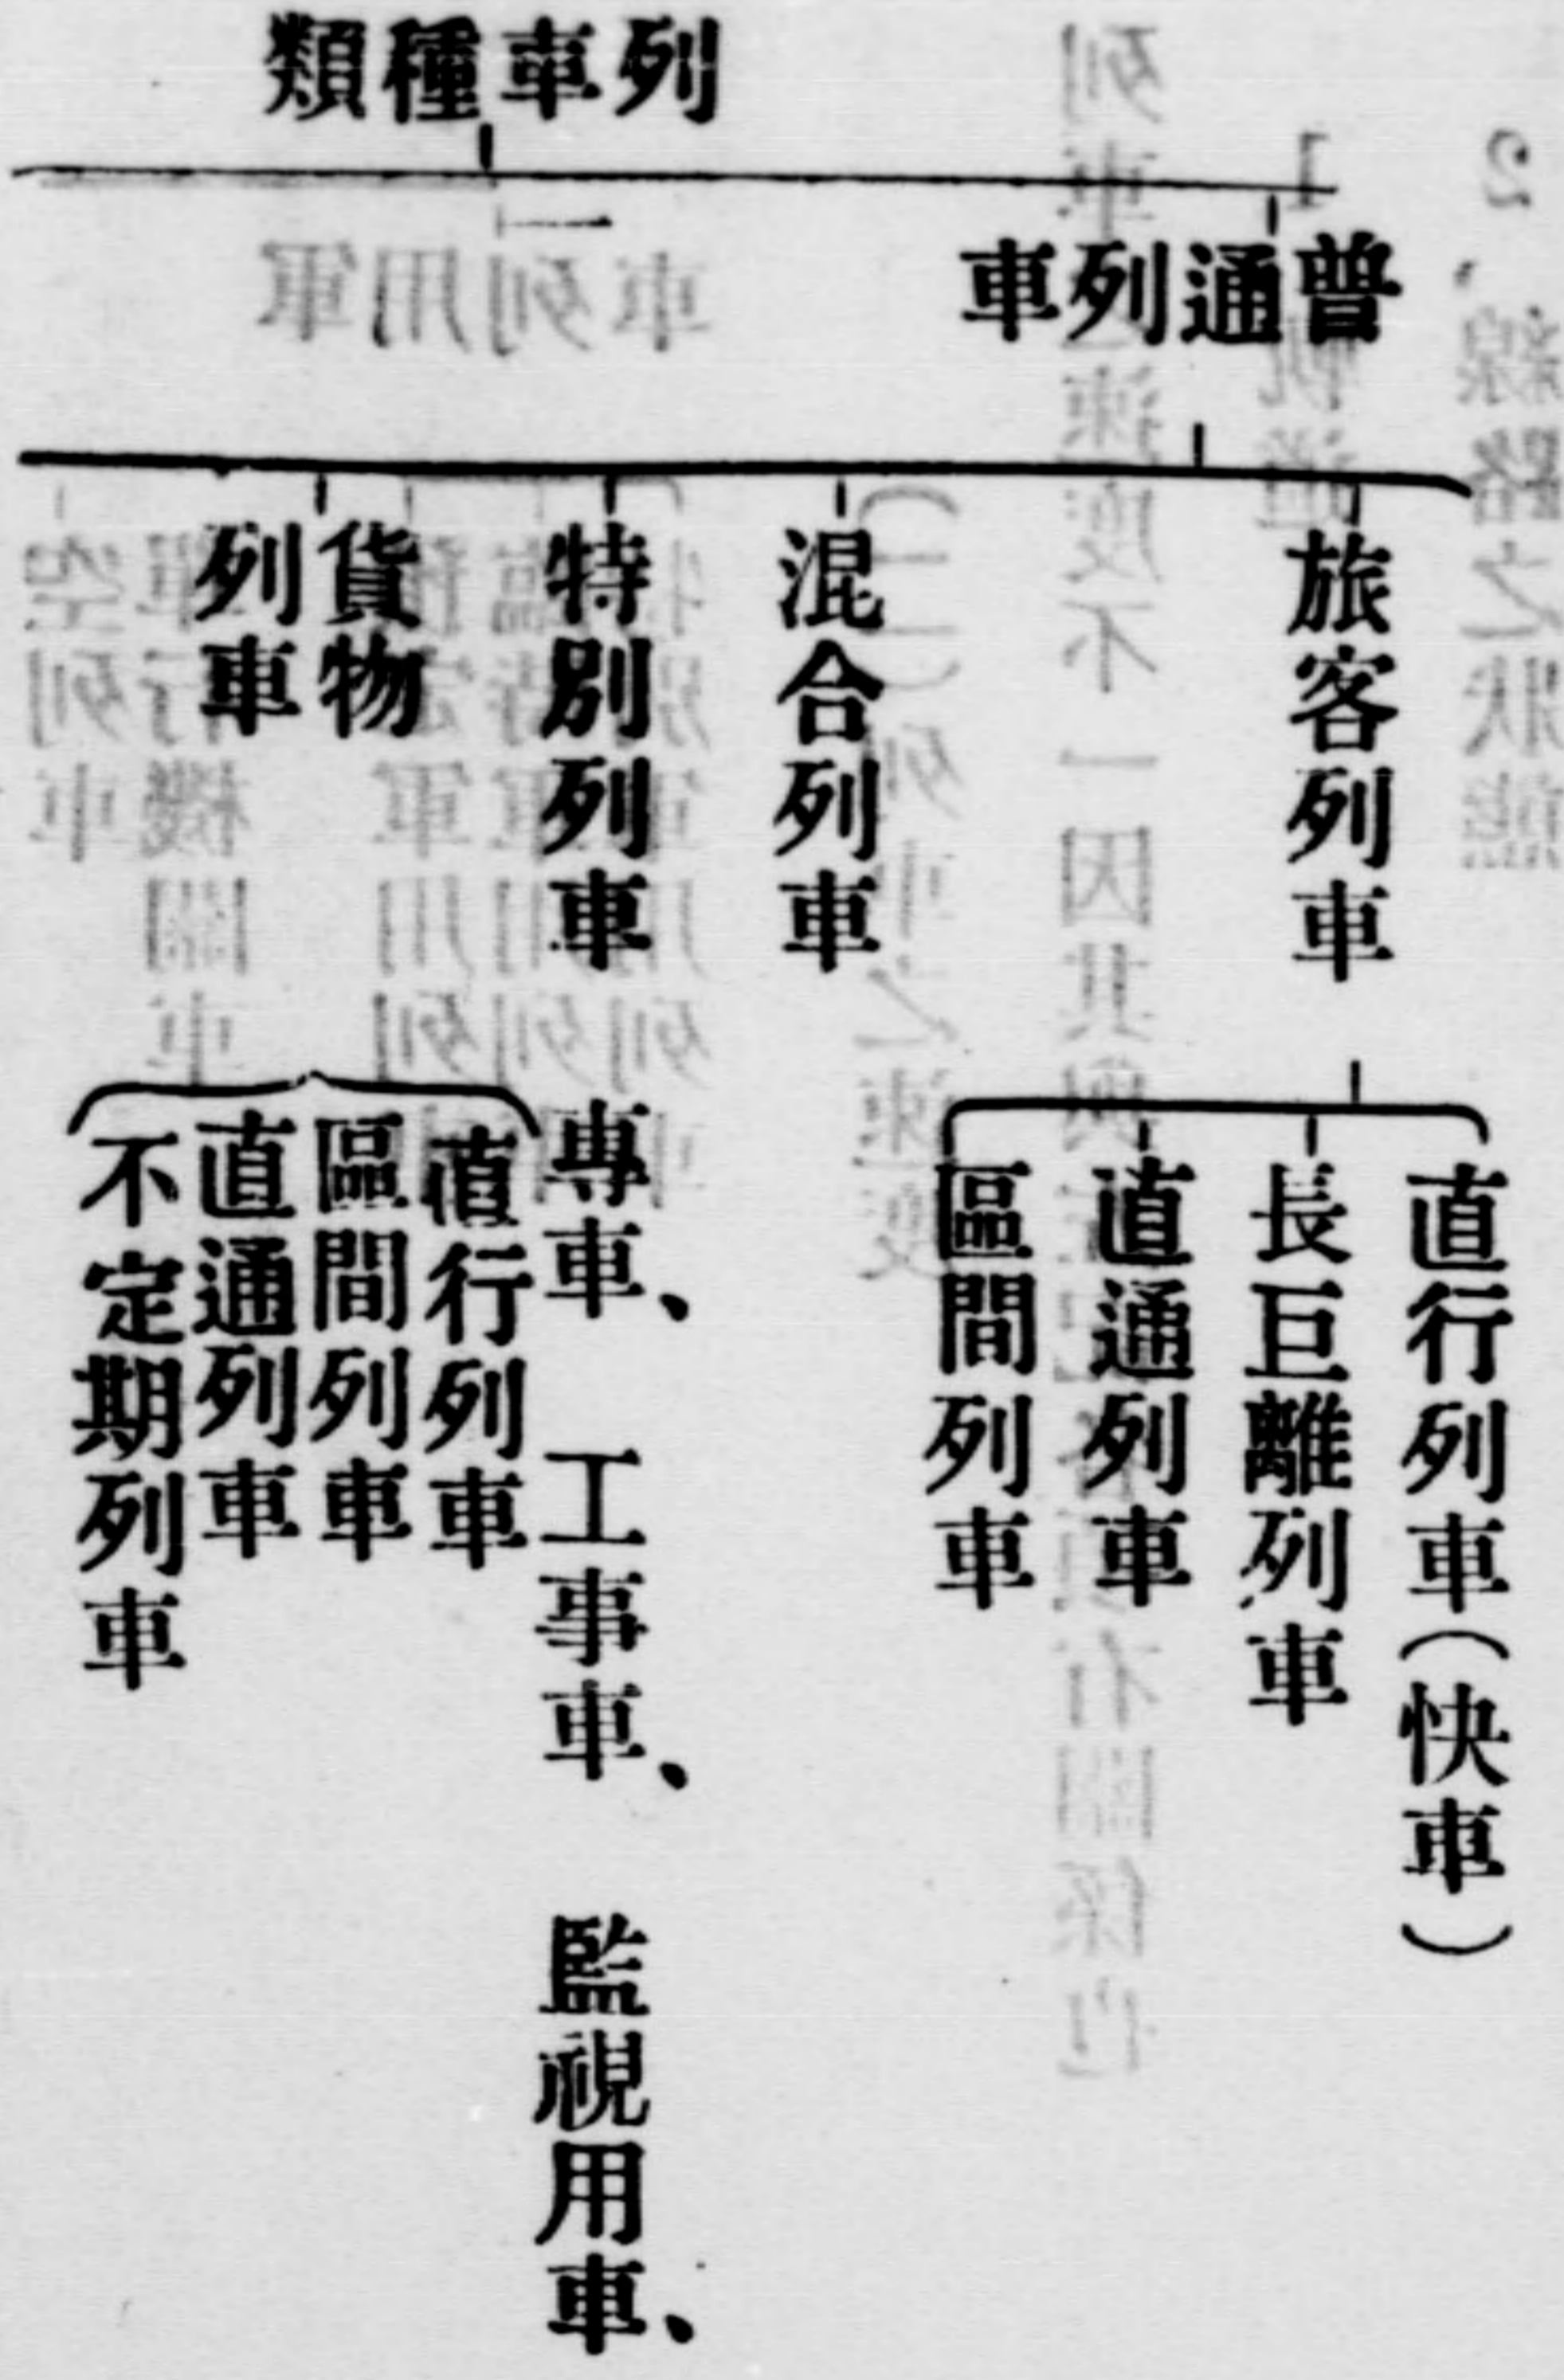 列車種類
普通列車
旅客列車
直行列車(快車)
長巨離列車
直通列車
區間列車
混合列車
特別列車
專車、工事車、監視用車、
貨物
列車
直行列車
區間列車
直通列車
不定期列車